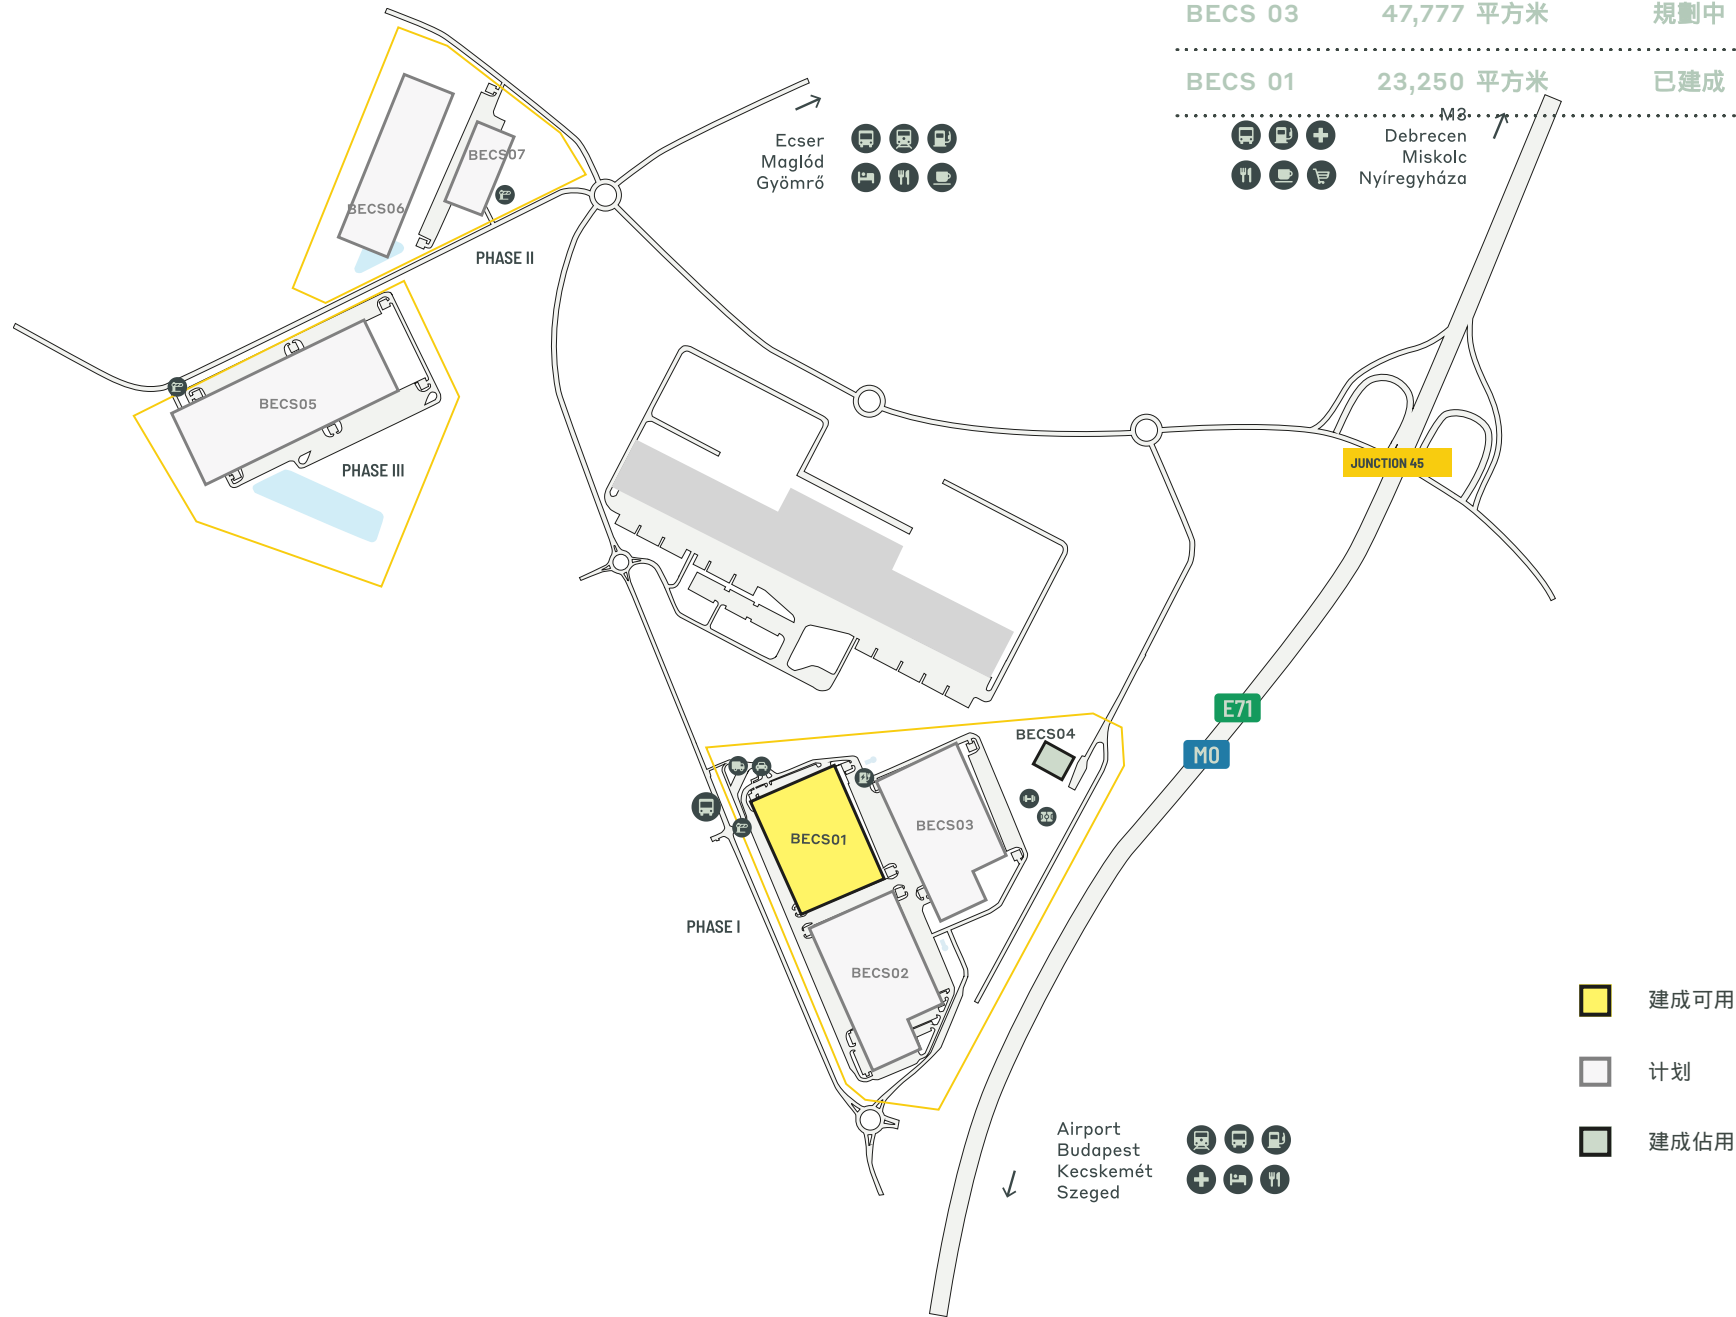 BECS 03 47,777 平方米 規劃中
BECS 01 23,250 平方米 已建成
M3
Debrecen
Miskolc
Nyíregyháza
Ecser
Maglód
Gyömrő
BECS07
BECS06
PHASE II
BECS05
PHASE III
JUNCTION 45
E71
M0
BECS04
BECS03
BECS01
PHASE I
BECS02
建成可用
计划
建成佔用
Airport
Budapest
Kecskemét
Szeged